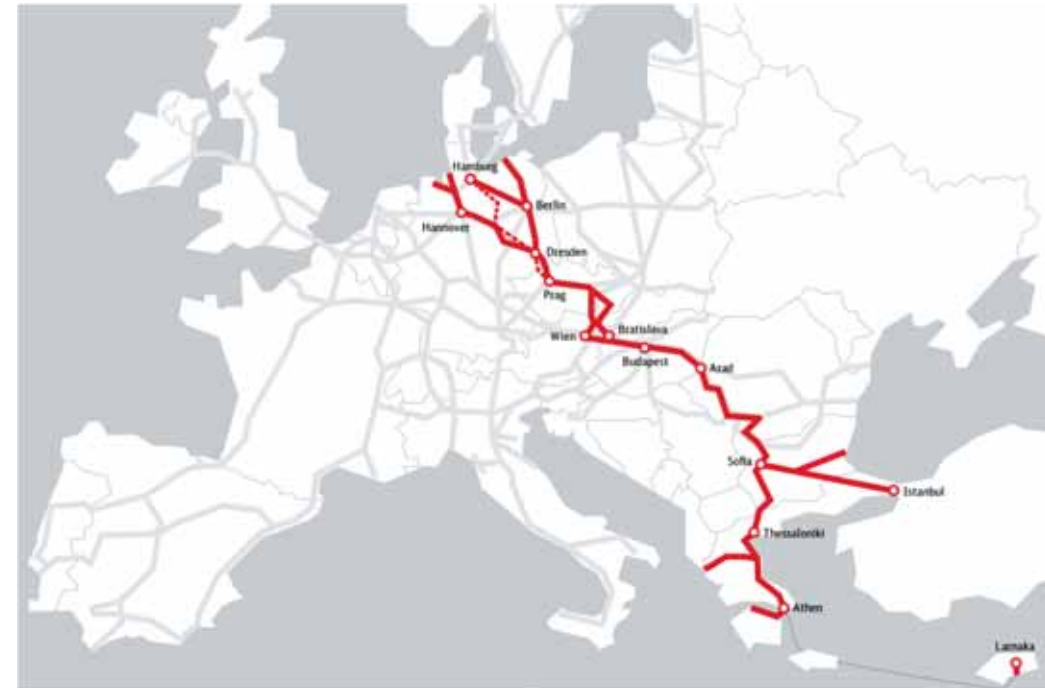 Hamburg
Berlin
Hannover
Dresden
Prag
Wien
Bratislava
Budapest
Arad
Sofia
Istanbul
Thessaloniki
Athen
Larnaka